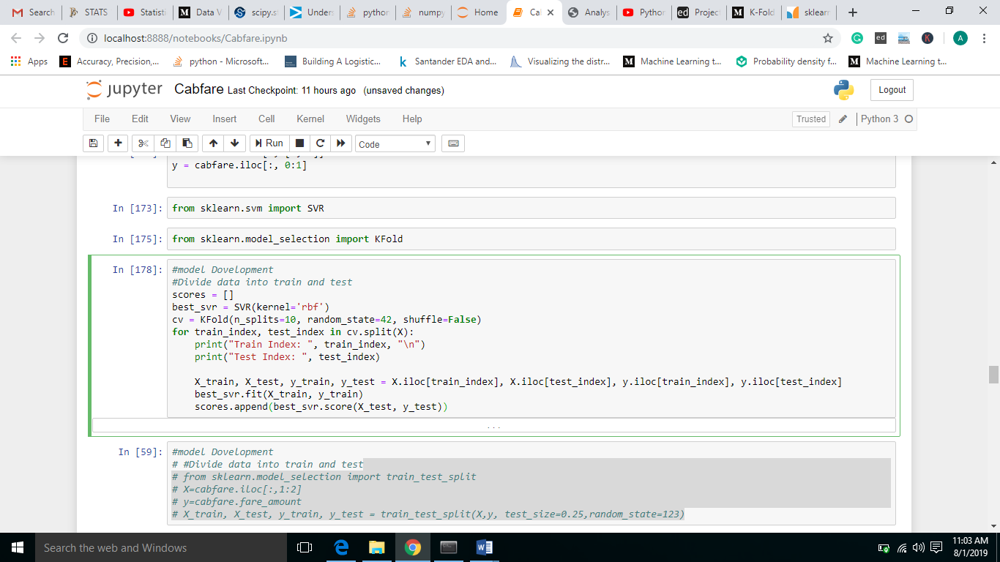 Search
STATS
Statisti
Data V
scipy.s
Unders
python
numpy
Home
Ca
Analys
Python
Projec
K-Fold
sklearn
localhost:8888/notebooks/Cabfare.ipynb
Apps
Accuracy, Precision,...
python - Microsoft...
Building A Logistic...
Santander EDA and...
Visualizing the distr...
Machine Learning t...
Probability density f...
Machine Learning t...
jupyter Cabfare Last Checkpoint: 11 hours ago (unsaved changes)
Logout
File Edit View Insert Cell Kernel Widgets Help
Trusted
Python 3
Run
Code
y = cabfare.iloc[:, 0:1]
In [173]: from sklearn.svm import SVR
In [175]: from sklearn.model_selection import KFold
In [178]: #model Dovelopment
#Divide data into train and test
scores = []
best_svr = SVR(kernel='rbf')
cv = KFold(n_splits=10, random_state=42, shuffle=False)
for train_index, test_index in cv.split(X):
print("Train Index: ", train_index, "\n")
print("Test Index: ", test_index)
X_train, X_test, y_train, y_test = X.iloc[train_index], X.iloc[test_index], y.iloc[train_index], y.iloc[test_index]
best_svr.fit(X_train, y_train)
scores.append(best_svr.score(X_test, y_test))
...
In [59]: #model Dovelopment
# #Divide data into train and test
# from sklearn.model_selection import train_test_split
# X=cabfare.iloc[:,1:2]
# y=cabfare.fare_amount
# X_train, X_test, y_train, y_test = train_test_split(X,y, test_size=0.25,random_state=123)
Search the web and Windows
11:03 AM
8/1/2019